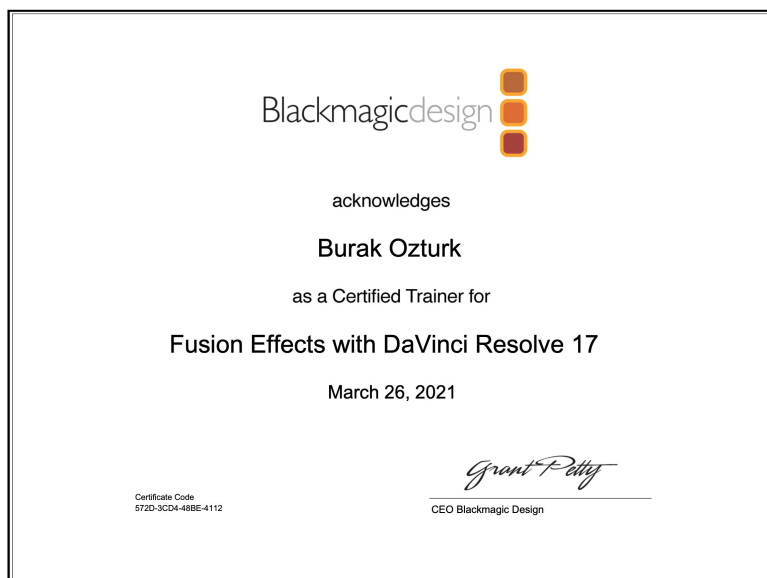 Blackmagicdesign
acknowledges
Burak Ozturk
as a Certified Trainer for
Fusion Effects with DaVinci Resolve 17
March 26, 2021
Grant Petty
Certificate Code
572D-3CD4-48BE-4112
CEO Blackmagic Design